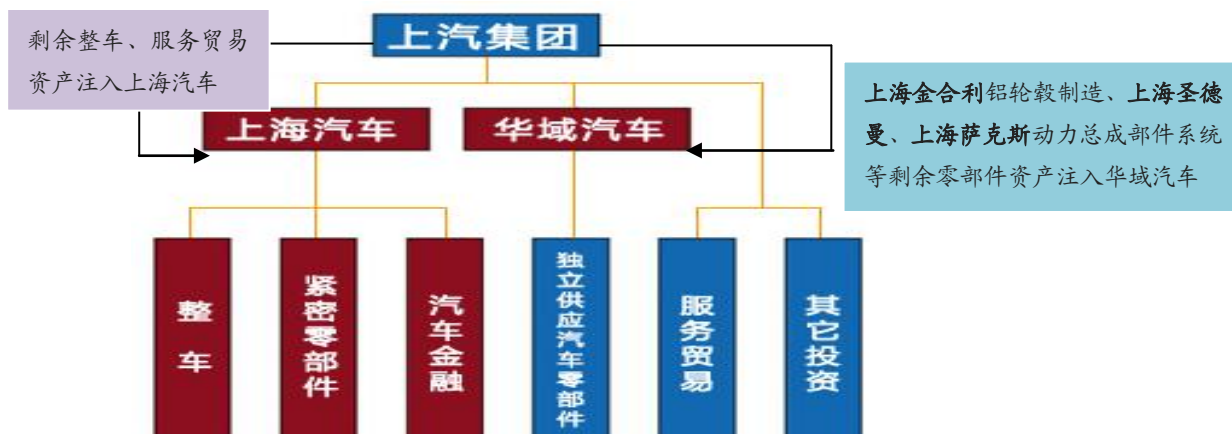 剩余整车、服务贸易
资产注入上海汽车
上汽集团
上海金合利铝轮毂制造、上海圣德
曼、上海萨克斯动力总成部件系统
等剩余零部件资产注入华域汽车
上海汽车
华域汽车
整车
紧密零部件
汽车金融
独立供应汽车零部件
服务贸易
其它投资